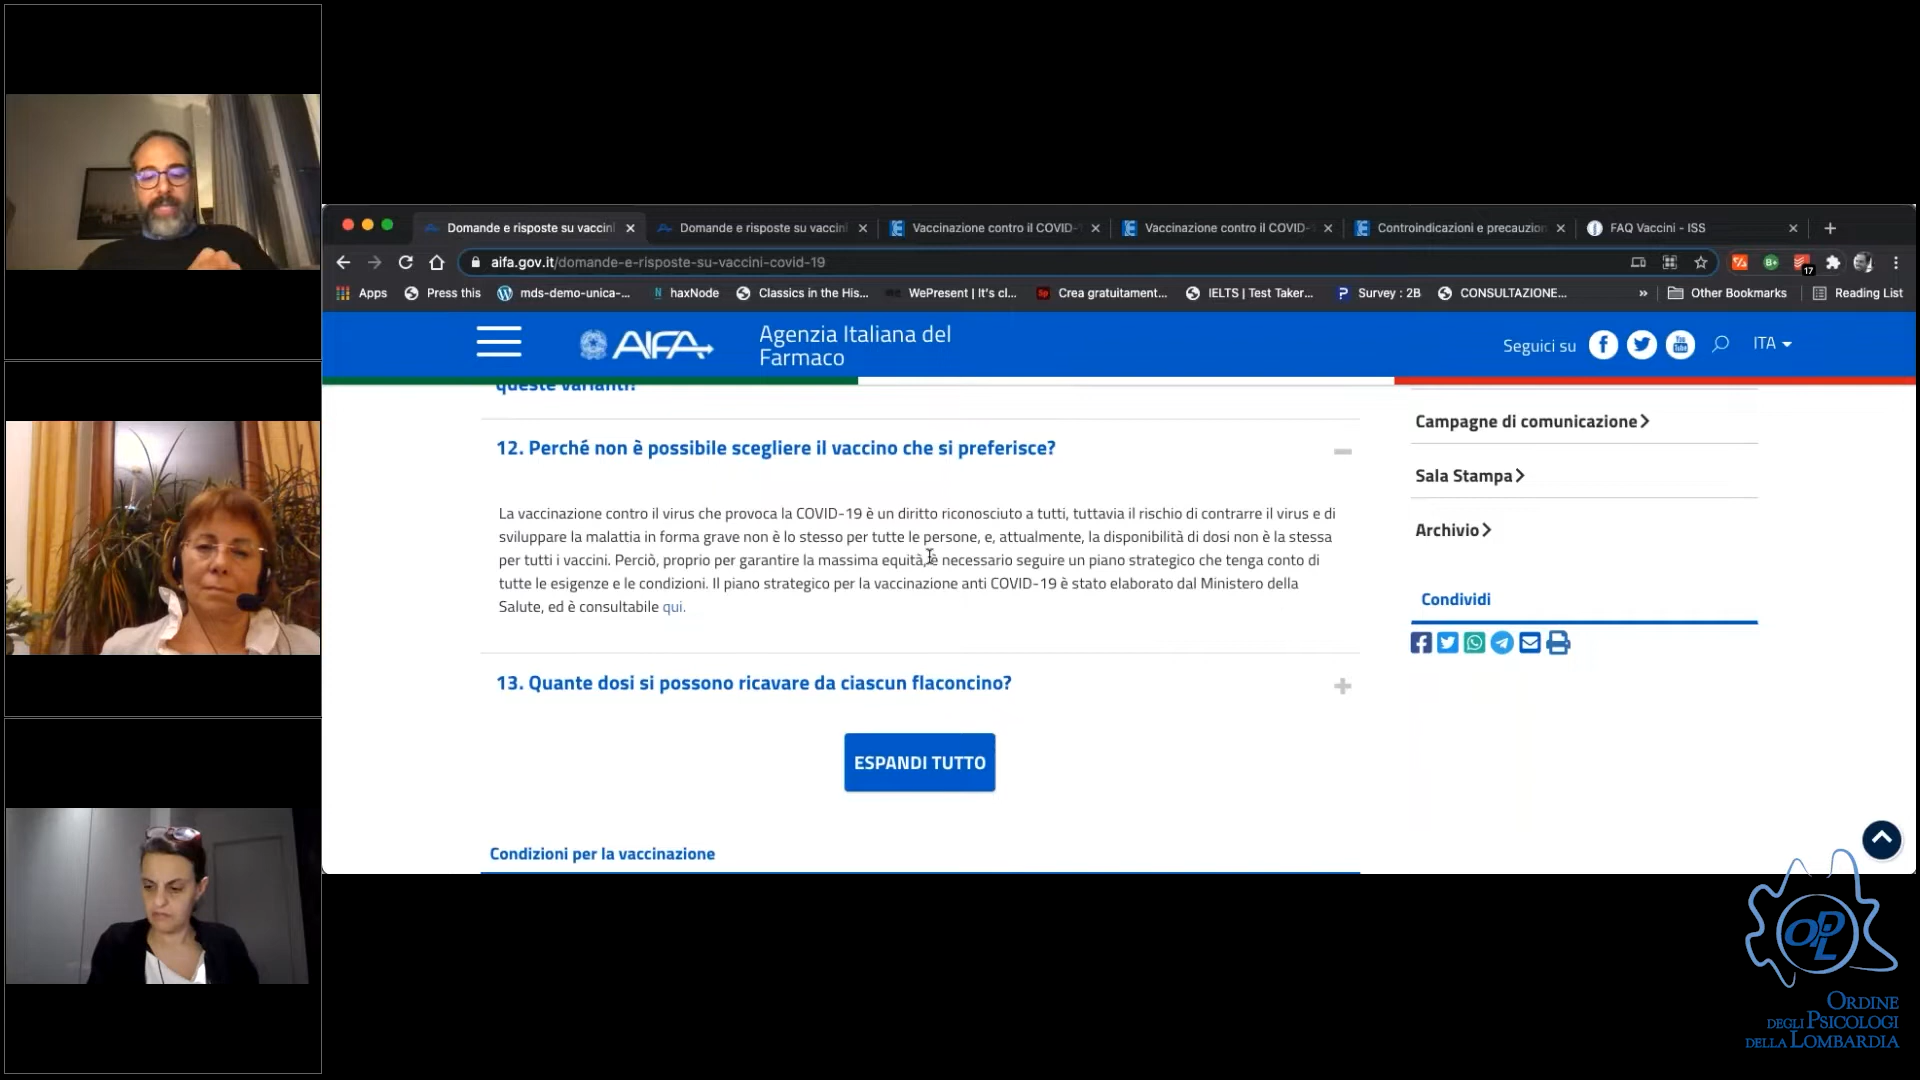 Domande e risposte su vaccini
Domande e risposte su vaccini
Vaccinazione contro il COVID-
Vaccinazione contro il COVID-
Controindicazioni e precauzion
FAQ Vaccini - ISS
aifa.gov.it/domande-e-risposte-su-vaccini-covid-19
17
Apps
Press this
mds-demo-unica-...
haxNode
Classics in the His...
WePresent | It's cl...
Crea gratuitament...
IELTS | Test Taker...
Survey : 2B
CONSULTAZIONE...
»
Other Bookmarks
Reading List
AIFA
Agenzia Italiana del
Farmaco
Seguici su
ITA
queste varianti?
12. Perché non è possibile scegliere il vaccino che si preferisce?
La vaccinazione contro il virus che provoca la COVID-19 è un diritto riconosciuto a tutti, tuttavia il rischio di contrarre il virus e di
sviluppare la malattia in forma grave non è lo stesso per tutte le persone, e, attualmente, la disponibilità di dosi non è la stessa
per tutti i vaccini. Perciò, proprio per garantire la massima equità, è necessario seguire un piano strategico che tenga conto di
tutte le esigenze e le condizioni. Il piano strategico per la vaccinazione anti COVID-19 è stato elaborato dal Ministero della
Salute, ed è consultabile qui.
13. Quante dosi si possono ricavare da ciascun flaconcino?
ESPANDI TUTTO
Condizioni per la vaccinazione
Campagne di comunicazione
Sala Stampa
Archivio
Condividi
OPL
ORDINE
DEGLI PSICOLOGI
DELLA LOMBARDIA